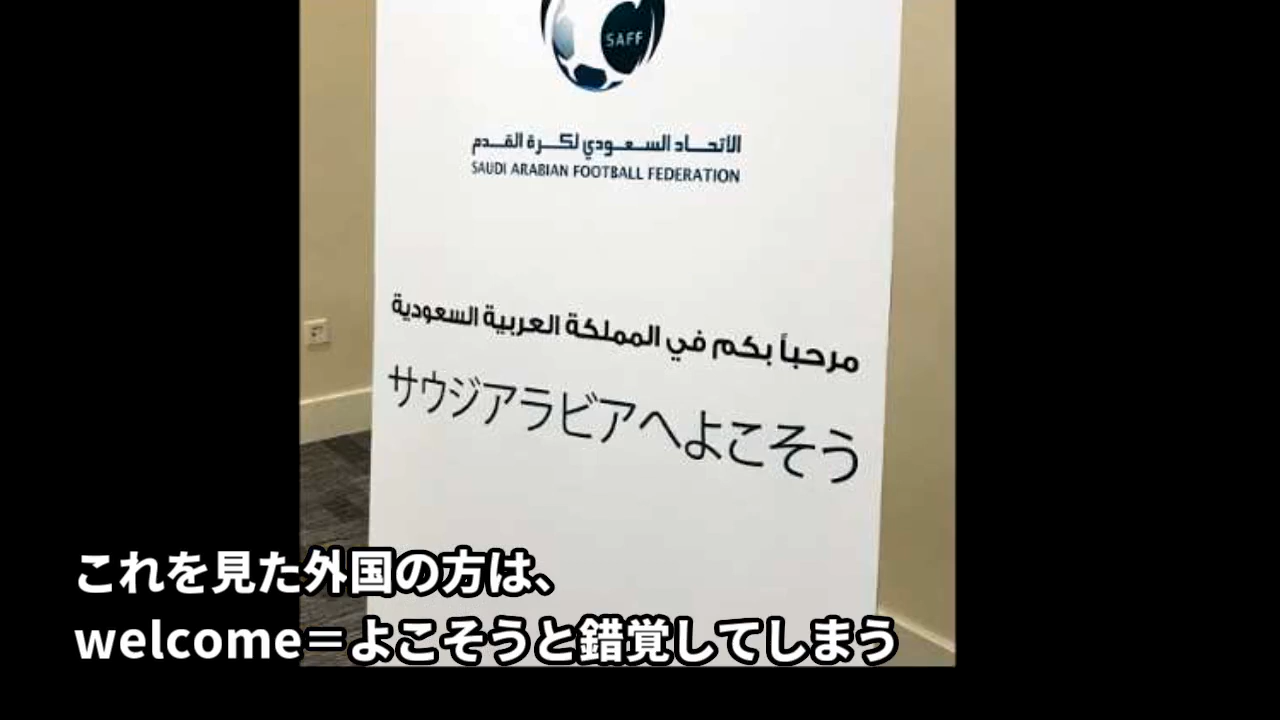 SAFF
الاتحاد السعودي لكرة القدم
SAUDI ARABIAN FOOTBALL FEDERATION
مرحباً بكم في المملكة العربية السعودية
サウジアラビアへよこそう
これを見た外国の方は、
welcome＝よこそうと錯覚してしまう